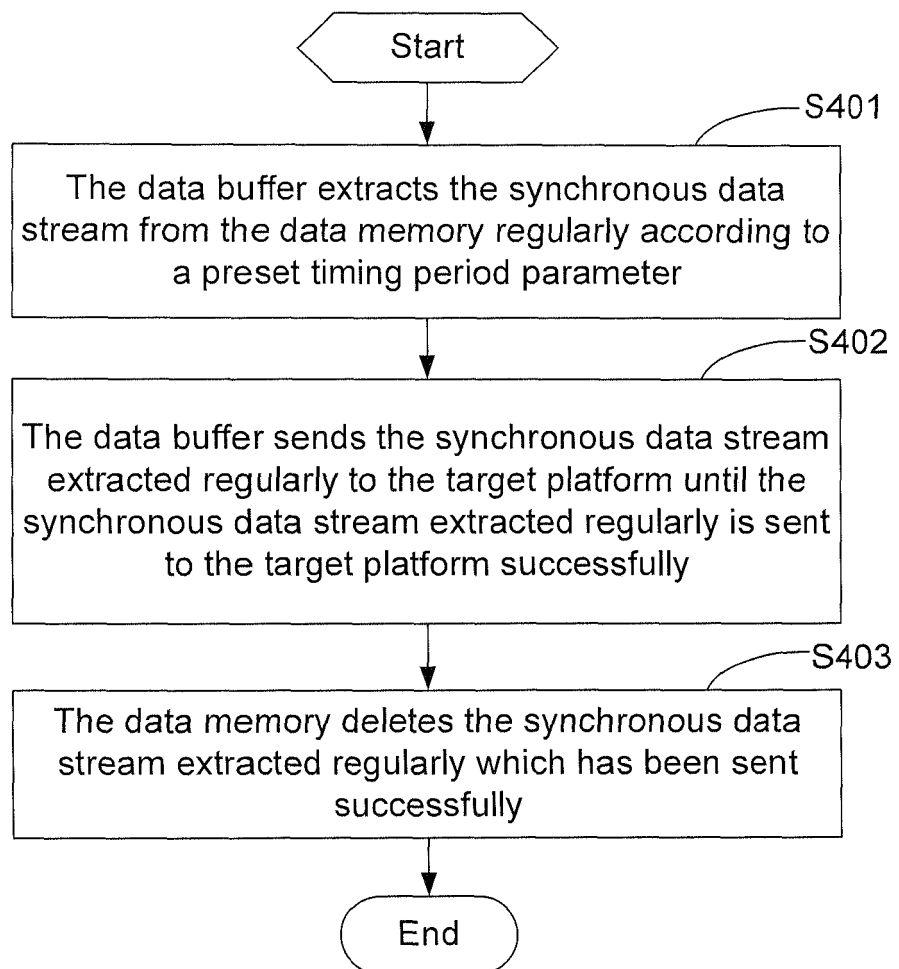 Start
S401
The data buffer extracts the synchronous data
stream from the data memory regularly according to
a preset timing period parameter
S402
The data buffer sends the synchronous data stream
extracted regularly to the target platform until the
synchronous data stream extracted regularly is sent
to the target platform successfully
S403
The data memory deletes the synchronous data
stream extracted regularly which has been sent
successfully
End